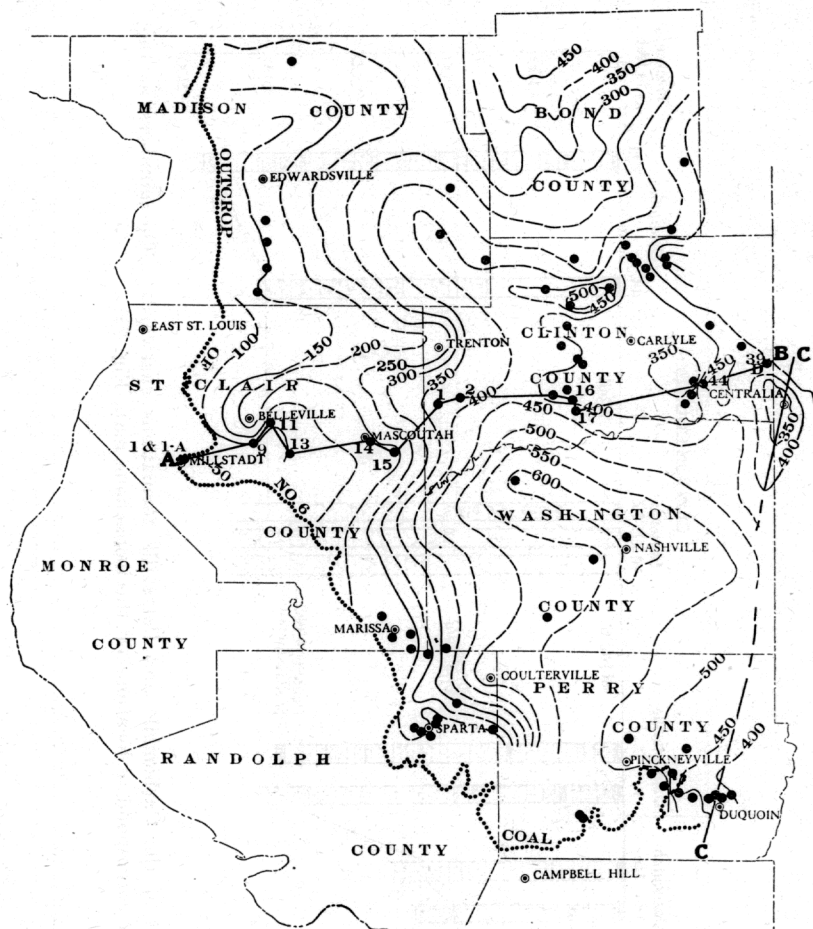 450
400
350
300
MADISON COUNTY
BOND
COUNTY
OUTCROP
EDWARDSVILLE
500
450
EAST ST. LOUIS
100
150
200
TRENTON
CLINTON
CARLYLE
250
300
350
350
450
39
B
C
OF
ST. CLAIR
400
COUNTY
16
44
CENTRALIA
BELLEVILLE
1
2
450
17
400
350
11
500
1 & 1-A
9
13
14
MASCOUTAH
550
400
A
MILLSTADT
15
600
50
NO. 6
WASHINGTON
COUNTY
NASHVILLE
MONROE
COUNTY
COUNTY
MARISSA
COULTERVILLE
500
PERRY
SPARTA
COUNTY
450
400
RANDOLPH
PINCKNEYVILLE
DUQUOIN
COAL
COUNTY
C
CAMPBELL HILL